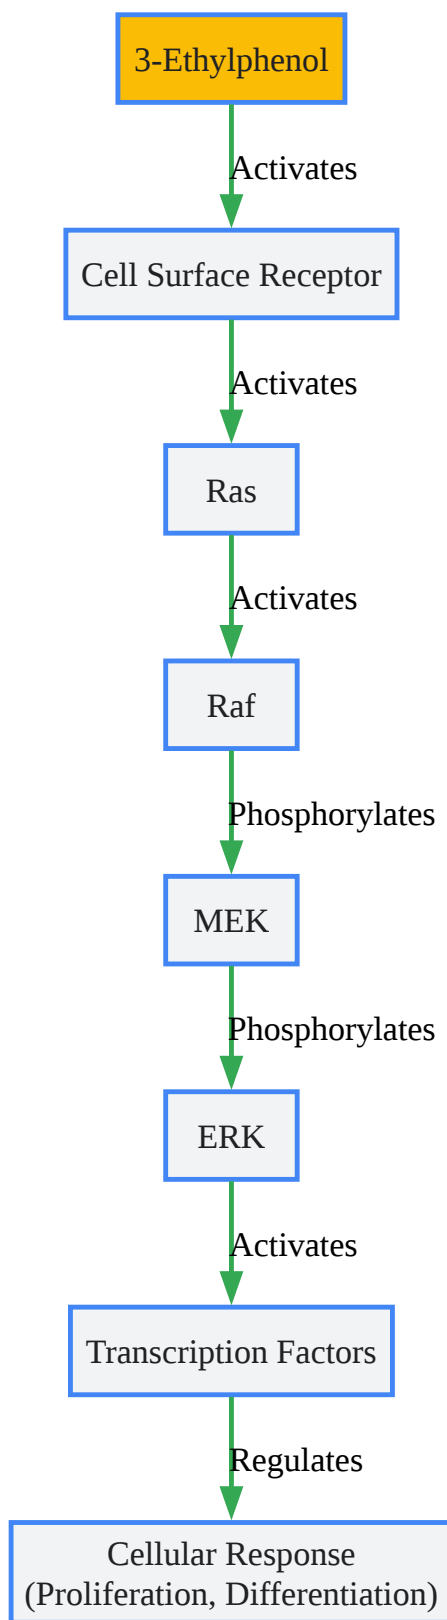 3-Ethylphenol
Activates
Cell Surface Receptor
Activates
Ras
Activates
Raf
Phosphorylates
MEK
Phosphorylates
ERK
Activates
Transcription Factors
Regulates
Cellular Response
(Proliferation, Differentiation)